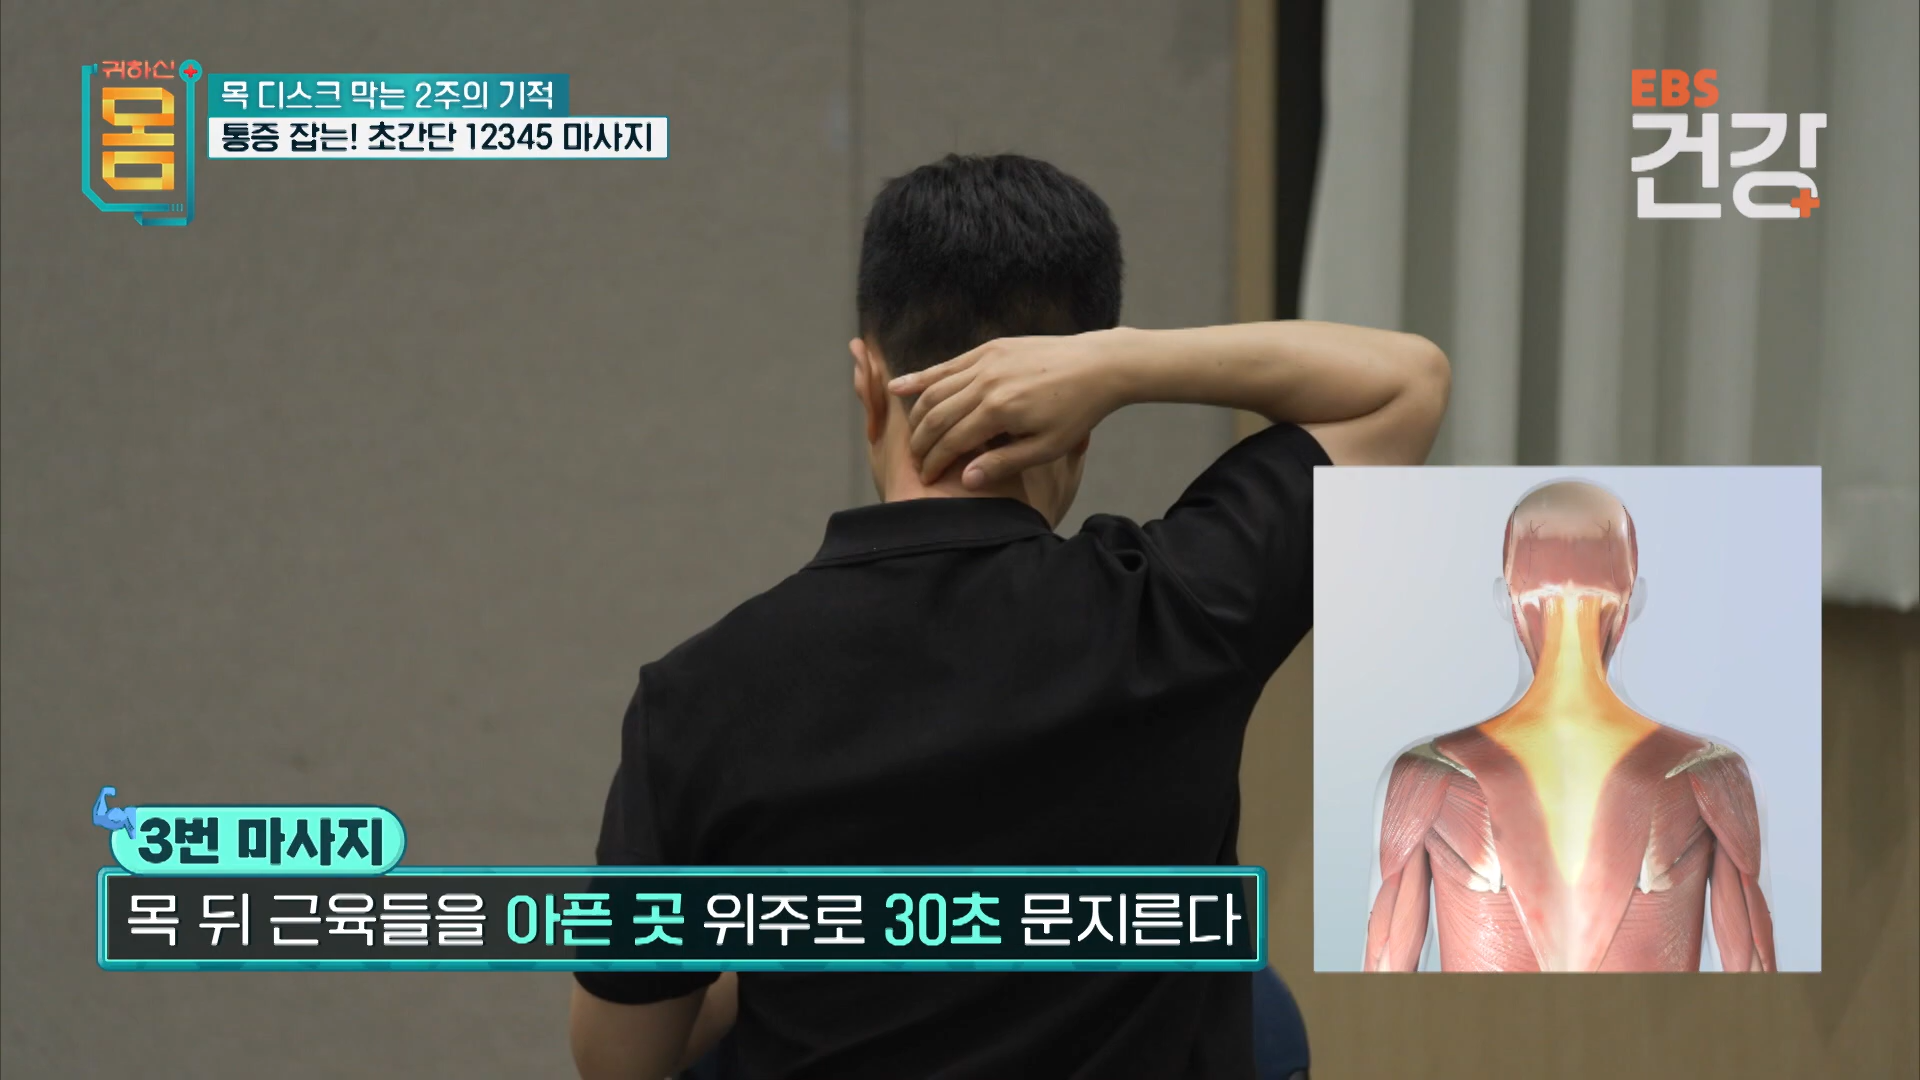 귀하신
몸
목 디스크 막는 2주의 기적
통증 잡는! 초간단 12345 마사지
EBS
건강
3번 마사지
목 뒤 근육들을 아픈 곳 위주로 30초 문지른다